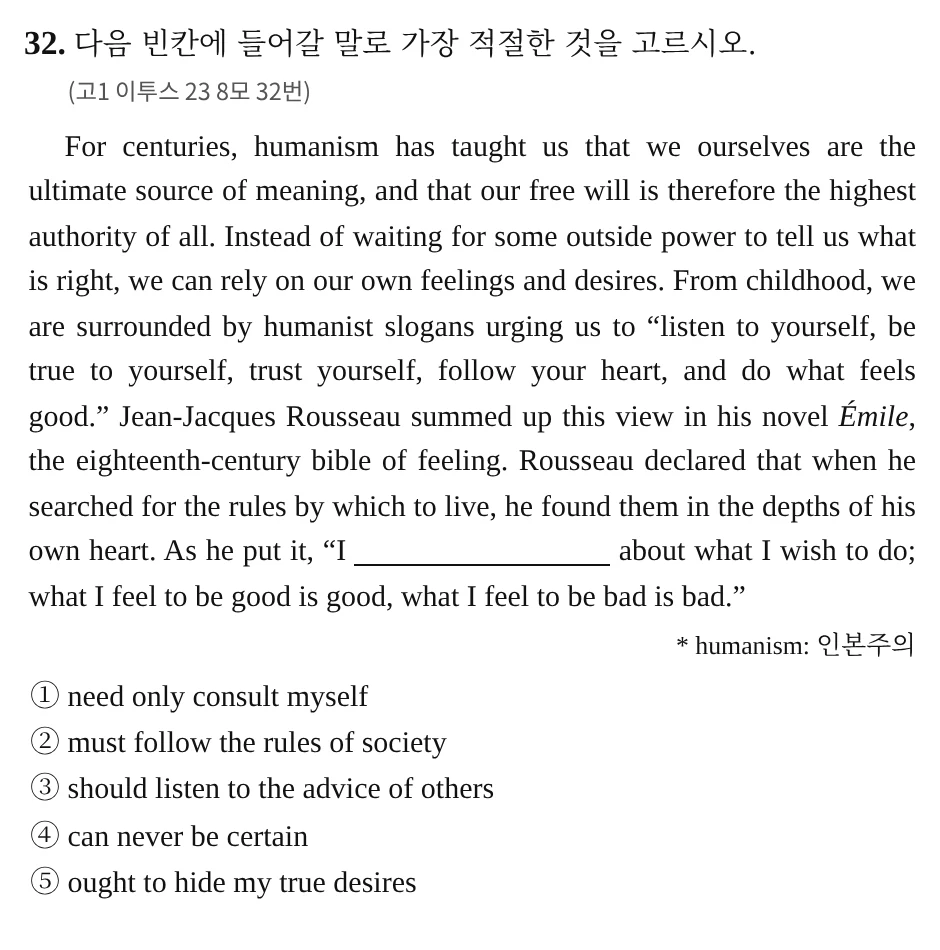 32. 다음 빈칸에 들어갈 말로 가장 적절한 것을 고르시오.
(고1 이투스 23 8모 32번)
For centuries, humanism has taught us that we ourselves are the
ultimate source of meaning, and that our free will is therefore the highest
authority of all. Instead of waiting for some outside power to tell us what
is right, we can rely on our own feelings and desires. From childhood, we
are surrounded by humanist slogans urging us to “listen to yourself, be
true to yourself, trust yourself, follow your heart, and do what feels
good.” Jean-Jacques Rousseau summed up this view in his novel Émile,
the eighteenth-century bible of feeling. Rousseau declared that when he
searched for the rules by which to live, he found them in the depths of his
own heart. As he put it, “I ________________ about what I wish to do;
what I feel to be good is good, what I feel to be bad is bad.”
* humanism: 인본주의
① need only consult myself
② must follow the rules of society
③ should listen to the advice of others
④ can never be certain
⑤ ought to hide my true desires